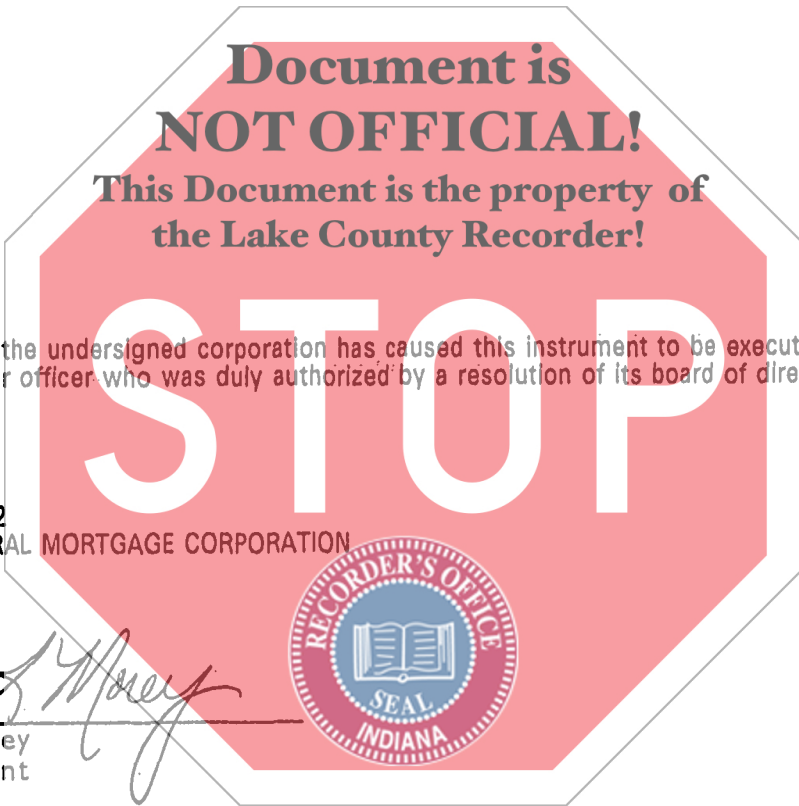 Document is
NOT OFFICIAL!
This Document is the property of
the Lake County Recorder!
STOP
the undersigned corporation has caused this instrument to be execut
r officer who was duly authorized by a resolution of its board of dire
2
RAL MORTGAGE CORPORATION
RECORDER'S OFFICE
SEAL
INDIANA
Morey
ey
nt